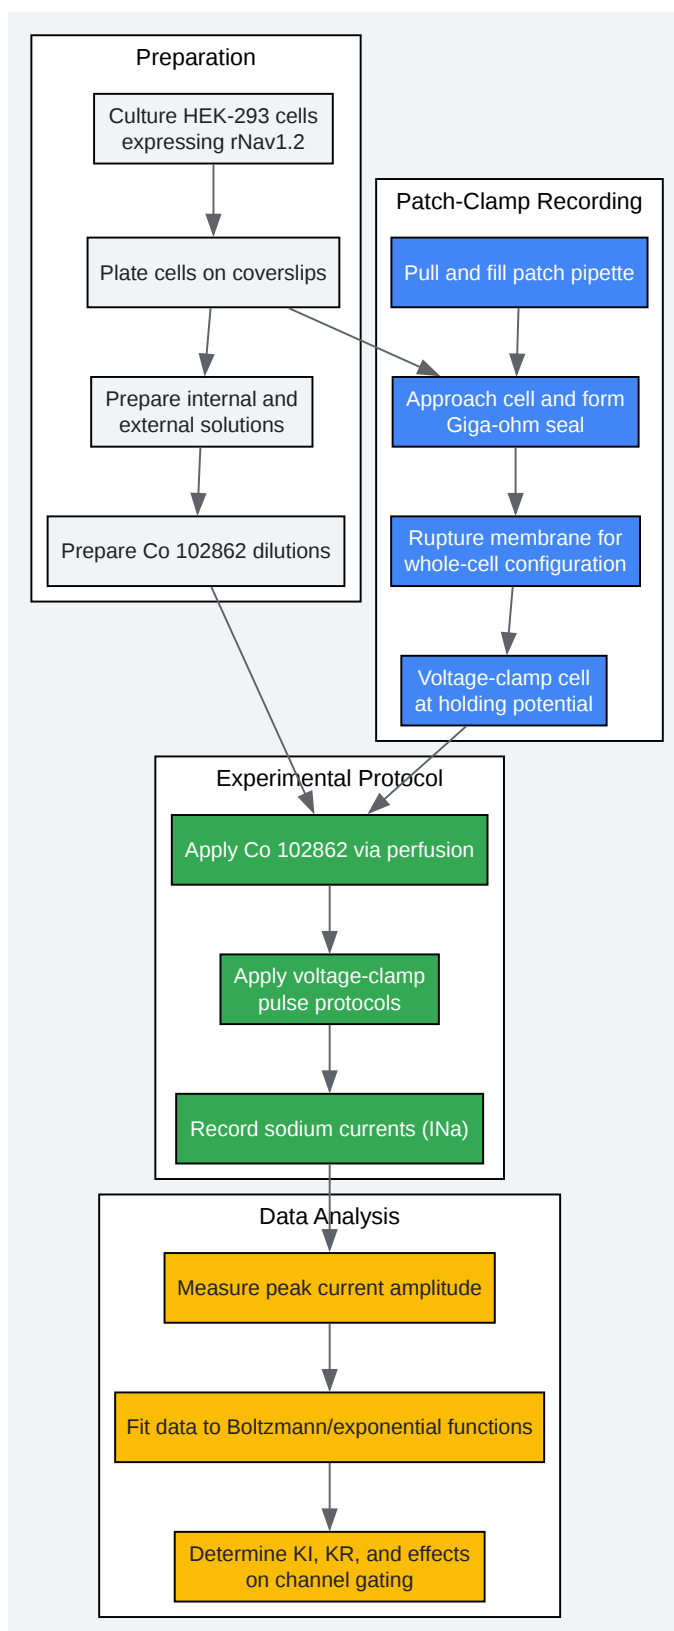 Preparation
Culture HEK-293 cells
expressing rNav1.2
Plate cells on coverslips
Prepare internal and
external solutions
Prepare Co 102862 dilutions
Patch-Clamp Recording
Pull and fill patch pipette
Approach cell and form
Giga-ohm seal
Rupture membrane for
whole-cell configuration
Voltage-clamp cell
at holding potential
Experimental Protocol
Apply Co 102862 via perfusion
Apply voltage-clamp
pulse protocols
Record sodium currents (INa)
Data Analysis
Measure peak current amplitude
Fit data to Boltzmann/exponential functions
Determine KI, KR, and effects
on channel gating